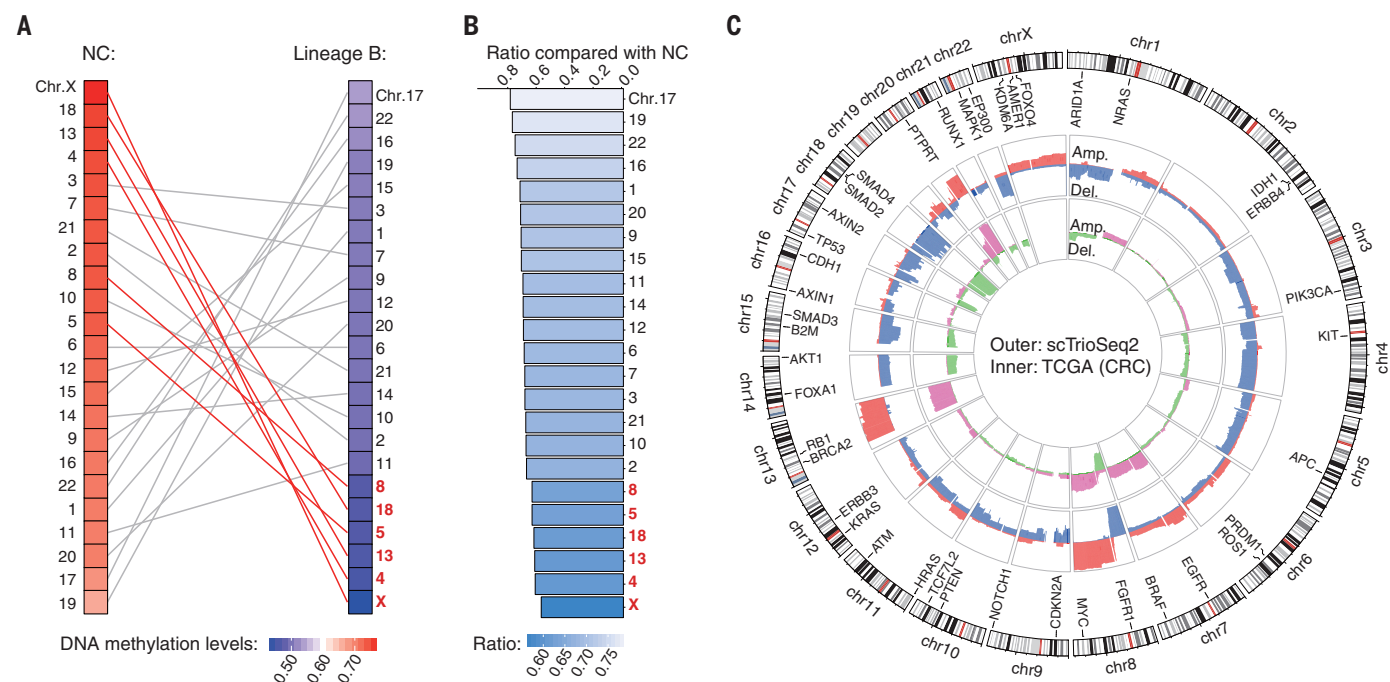 A
NC:
Lineage B:
Chr.X
18
13
4
3
7
21
2
8
10
5
6
12
15
14
9
16
22
1
11
20
17
19
Chr.17
22
16
19
15
3
1
7
9
12
20
6
21
14
10
2
11
8
18
5
13
4
X
DNA methylation levels:
0.50
0.60
0.70
B
Ratio compared with NC
0.8
0.6
0.4
0.2
0.0
Chr.17
19
22
16
1
20
9
15
11
14
12
6
7
3
21
10
2
8
5
18
13
4
X
Ratio:
0.60
0.65
0.70
0.75
C
chr1
chr2
chr3
chr4
chr5
chr6
chr7
chr8
chr9
chr10
chr11
chr12
chr13
chr14
chr15
chr16
chr17
chr18
chr19
chr20
chr21
chr22
chrX
ARID1A
NRAS
IDH1
ERBB4
PIK3CA
KIT
APC
PRDM1
ROS1
EGFR
BRAF
FGFR1
MYC
CDKN2A
NOTCH1
PTEN
TCF7L2
HRAS
ATM
KRAS
ERBB3
BRCA2
RB1
FOXA1
AKT1
B2M
SMAD3
AXIN1
CDH1
TP53
AXIN2
SMAD2
SMAD4
PTPRT
RUNX1
MAPK1
EP300
KDM6A
AMER1
FOXO4
Amp.
Del.
Amp.
Del.
Outer: scTrioSeq2
Inner: TCGA (CRC)